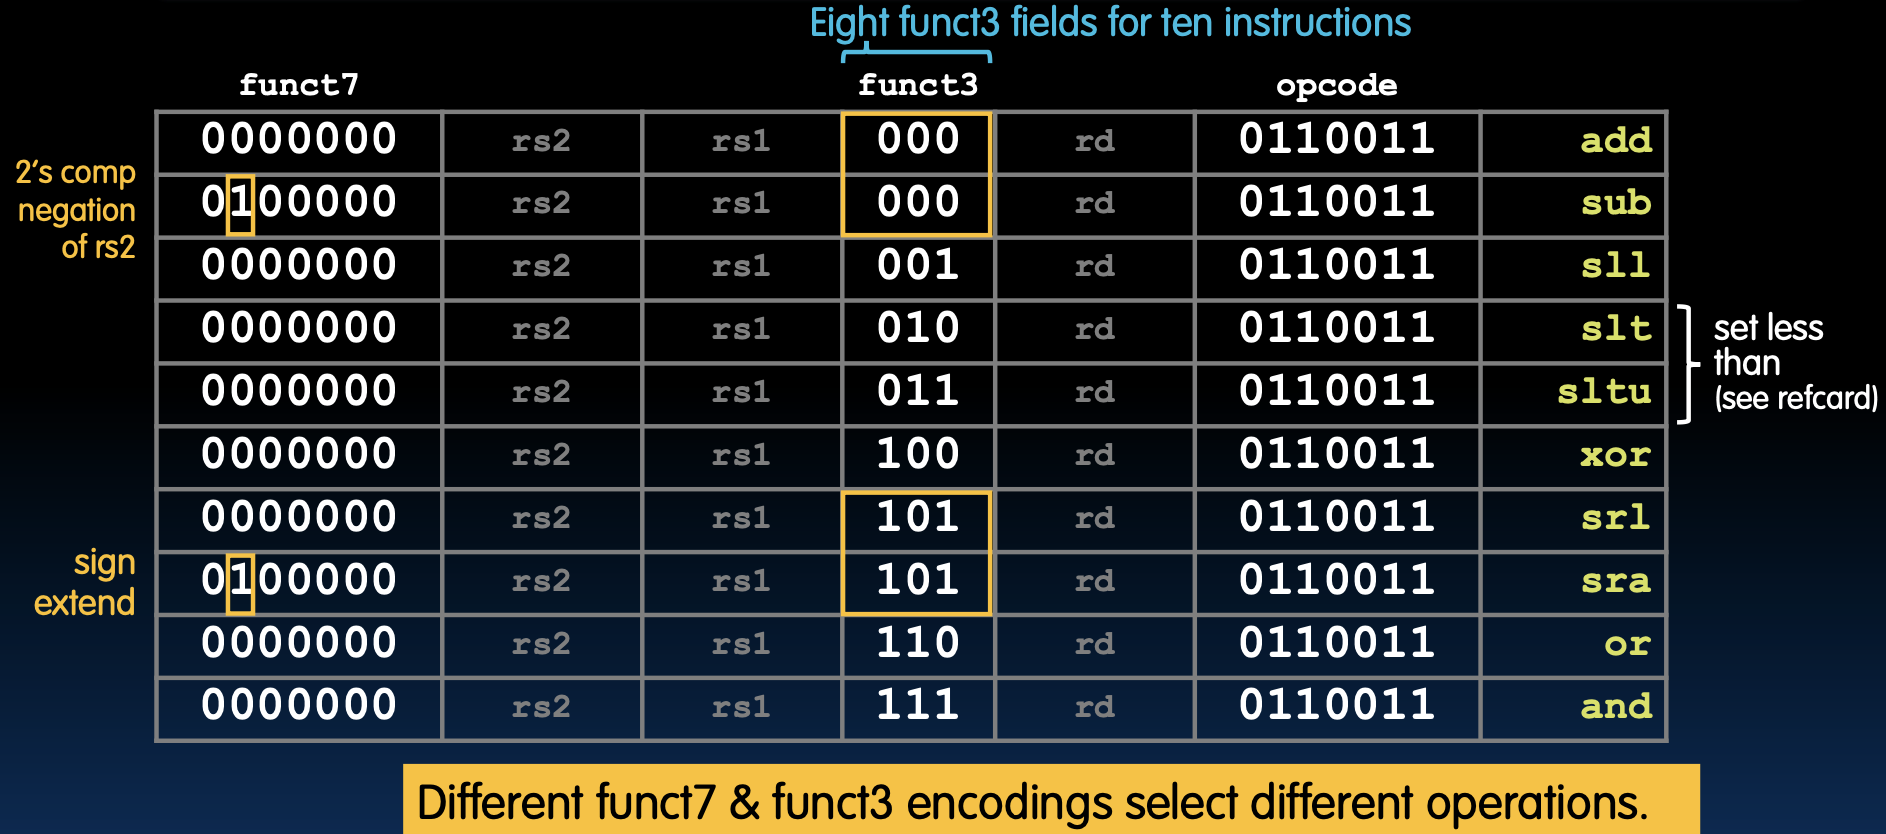 Eight funct3 fields for ten instructions
funct7 funct3 opcode
0000000 rs2 rs1 000 rd 0110011 add
2's comp
negation
of rs2
0100000 rs2 rs1 000 rd 0110011 sub
0000000 rs2 rs1 001 rd 0110011 sll
0000000 rs2 rs1 010 rd 0110011 slt
set less
than
(see refcard)
0000000 rs2 rs1 011 rd 0110011 sltu
0000000 rs2 rs1 100 rd 0110011 xor
0000000 rs2 rs1 101 rd 0110011 srl
sign
extend
0100000 rs2 rs1 101 rd 0110011 sra
0000000 rs2 rs1 110 rd 0110011 or
0000000 rs2 rs1 111 rd 0110011 and
Different funct7 & funct3 encodings select different operations.